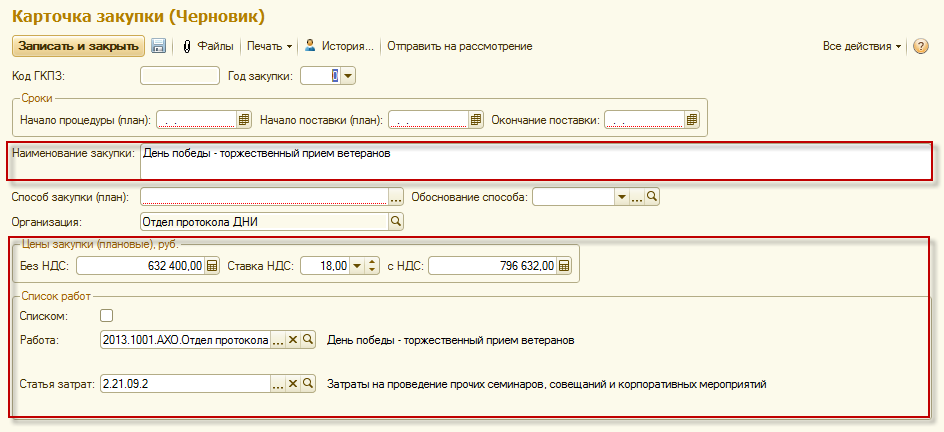 Карточка закупки (Черновик)
Записать и закрыть Файлы Печать История... Отправить на рассмотрение Все действия ?
Код ГКПЗ: Год закупки: 0
Сроки
Начало процедуры (план): . . Начало поставки (план): . . Окончание поставки: . .
Наименование закупки: День победы - торжественный прием ветеранов
Способ закупки (план): ... Обоснование способа: ...
Организация: Отдел протокола ДНИ
Цены закупки (плановые), руб.
Без НДС: 632 400,00 Ставка НДС: 18,00 с НДС: 796 632,00
Список работ
Списком:
Работа: 2013.1001.АХО.Отдел протокола ... День победы - торжественный прием ветеранов
Статья затрат: 2.21.09.2 ... Затраты на проведение прочих семинаров, совещаний и корпоративных мероприятий